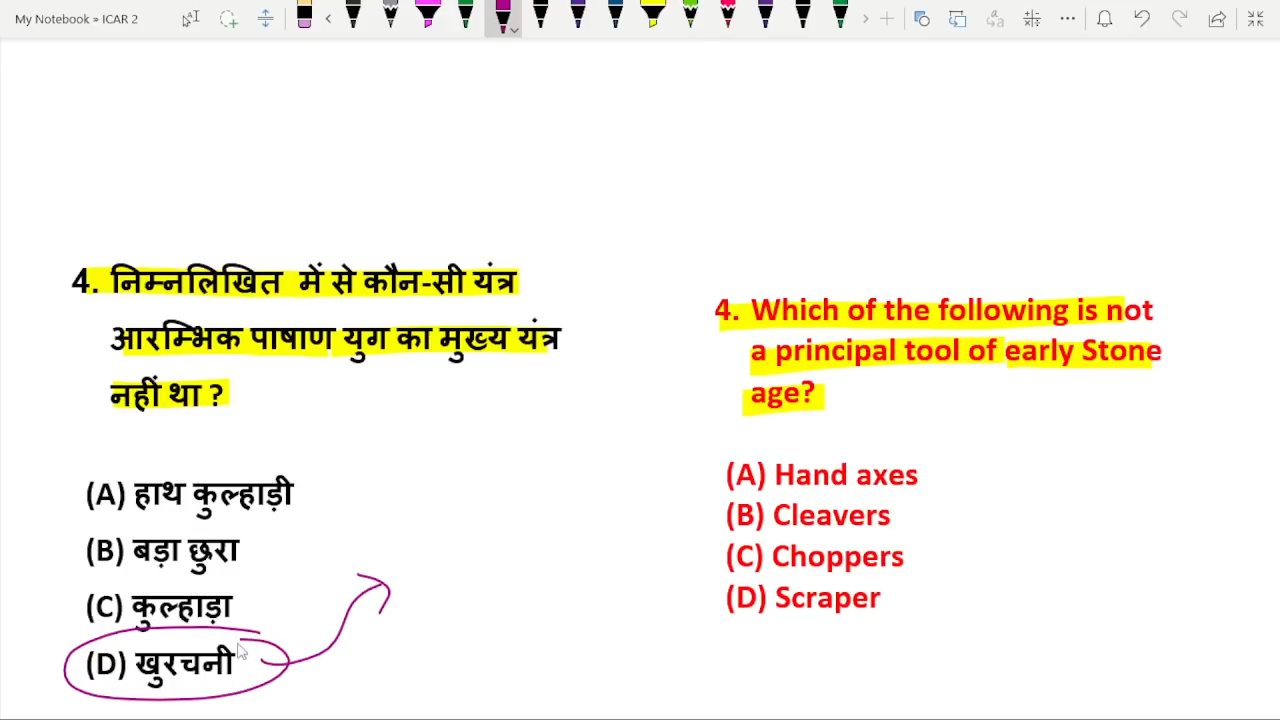 My Notebook » ICAR 2
4. निम्नलिखित में से कौन-सी यंत्र
आरम्भिक पाषाण युग का मुख्य यंत्र
नहीं था ?
(A) हाथ कुल्हाड़ी
(B) बड़ा छुरा
(C) कुल्हाड़ा
(D) खुरचनी
4. Which of the following is not
a principal tool of early Stone
age?
(A) Hand axes
(B) Cleavers
(C) Choppers
(D) Scraper